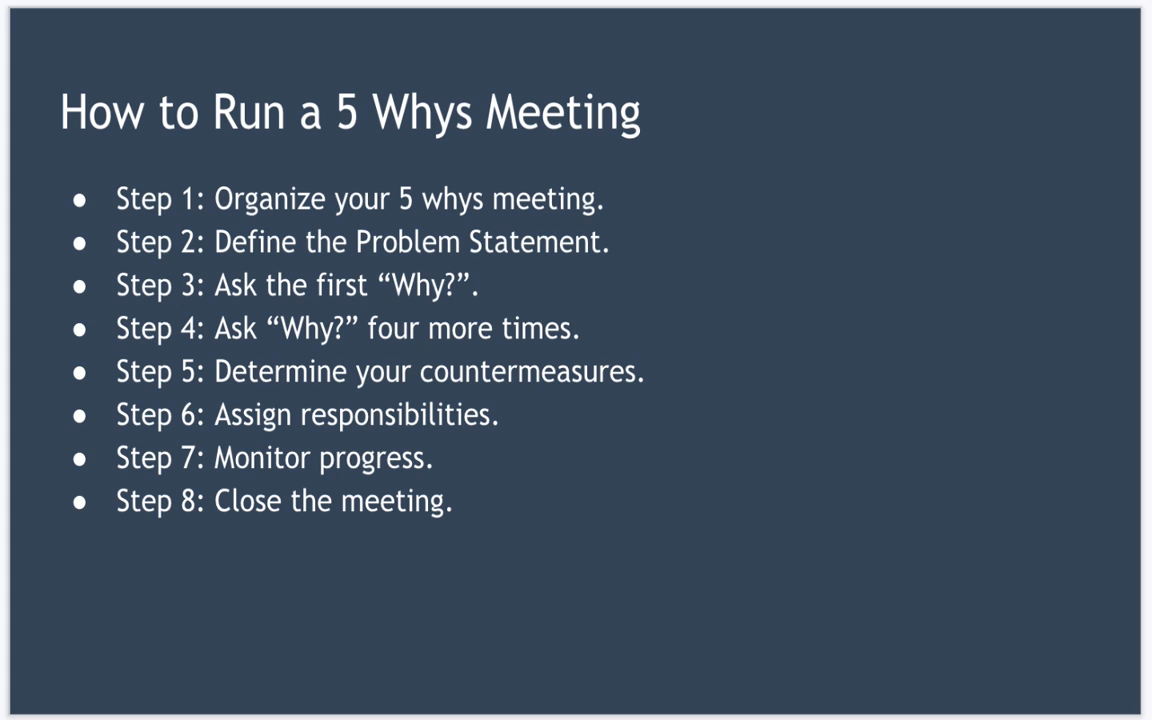 How to Run a 5 Whys Meeting
● Step 1: Organize your 5 whys meeting.
● Step 2: Define the Problem Statement.
● Step 3: Ask the first “Why?”.
● Step 4: Ask “Why?” four more times.
● Step 5: Determine your countermeasures.
● Step 6: Assign responsibilities.
● Step 7: Monitor progress.
● Step 8: Close the meeting.